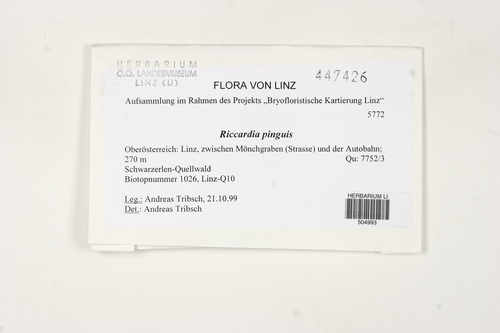 HERBARIUM
O.Ö. LANDESMUSEUM
LINZ (LI)
447426
FLORA VON LINZ
Aufsammlung im Rahmen des Projekts „Bryofloristische Kartierung Linz“
5772
Riccardia pinguis
Oberösterreich: Linz, zwischen Mönchgraben (Strasse) und der Autobahn;
270 m Qu: 7752/3
Schwarzerlen-Quellwald
Biotopnummer 1026, Linz-Q10
Leg.: Andreas Tribsch, 21.10.99
Det.: Andreas Tribsch
HERBARIUM LI
504993